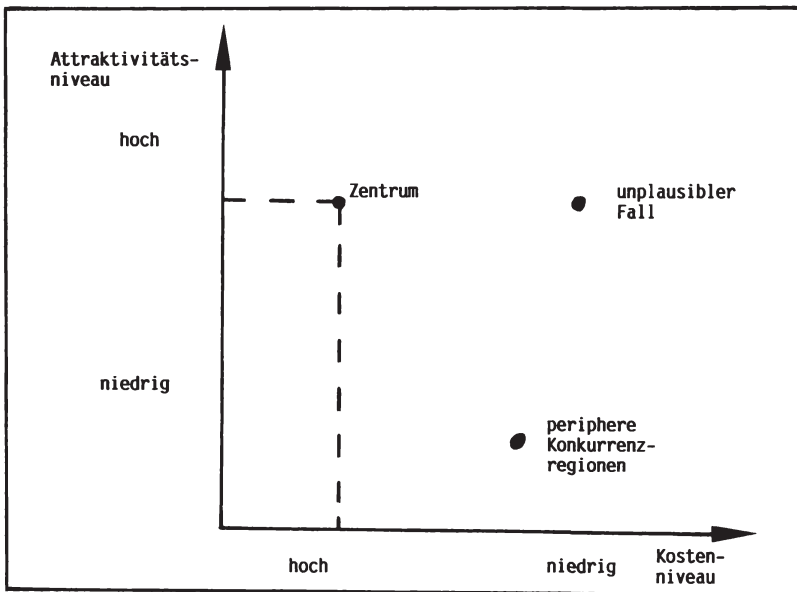 Attraktivitäts-
niveau
hoch
Zentrum
unplausibler
Fall
niedrig
periphere
Konkurrenz-
regionen
hoch
niedrig
Kosten-
niveau